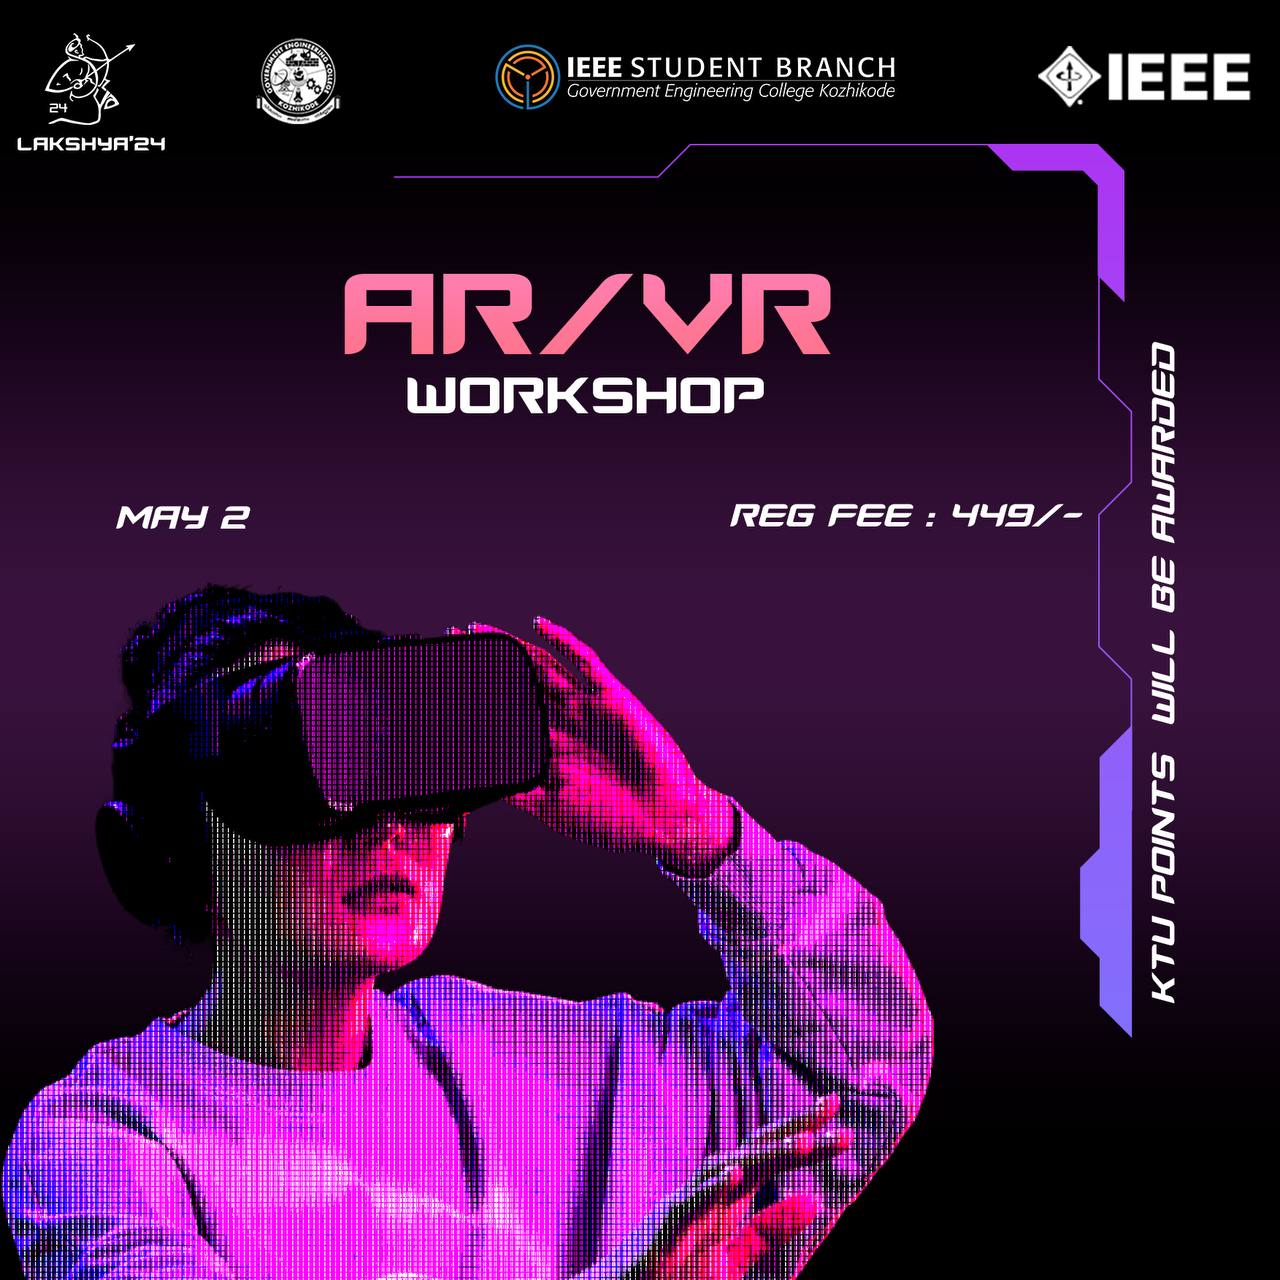 24
LAKSHYA'24
GOVERNMENT ENGINEERING COLLEGE
KOZHIKODE
IEEE STUDENT BRANCH
Government Engineering College Kozhikode
IEEE
AR/VR
WORKSHOP
MAY 2
REG FEE : 449/-
KTU POINTS WILL BE AWARDED